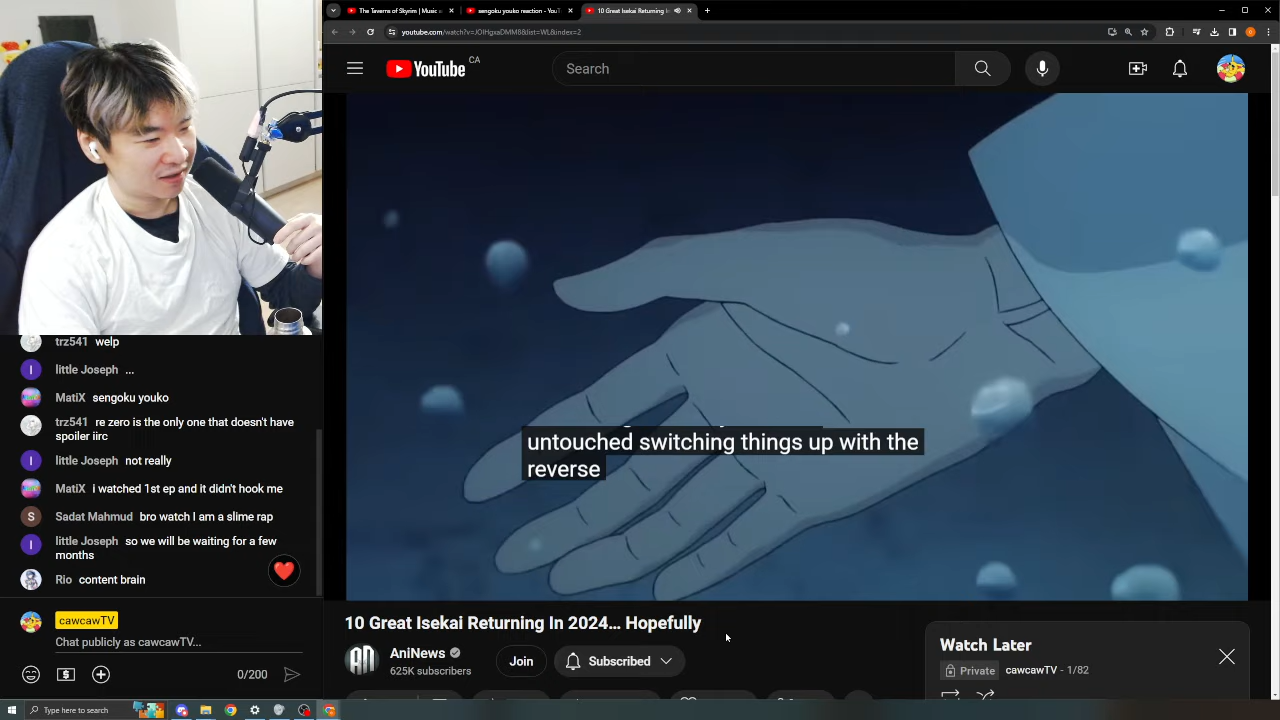 The Taverns of Skyrim | Music
sengoku youko reaction - YouT
10 Great Isekai Returning In
youtube.com/watch?v=JOIHgxaDMM8&list=WL&index=2
YouTube CA
Search
untouched switching things up with the
reverse
trz541 welp
little Joseph ...
MatiX sengoku youko
trz541 re zero is the only one that doesn't have
spoiler iirc
little Joseph not really
MatiX i watched 1st ep and it didn't hook me
Sadat Mahmud bro watch I am a slime rap
little Joseph so we will be waiting for a few
months
Rio content brain
cawcawTV
Chat publicly as cawcawTV...
0/200
10 Great Isekai Returning In 2024... Hopefully
AniNews
625K subscribers
Join
Subscribed
Watch Later
Private cawcawTV - 1/82
Type here to search